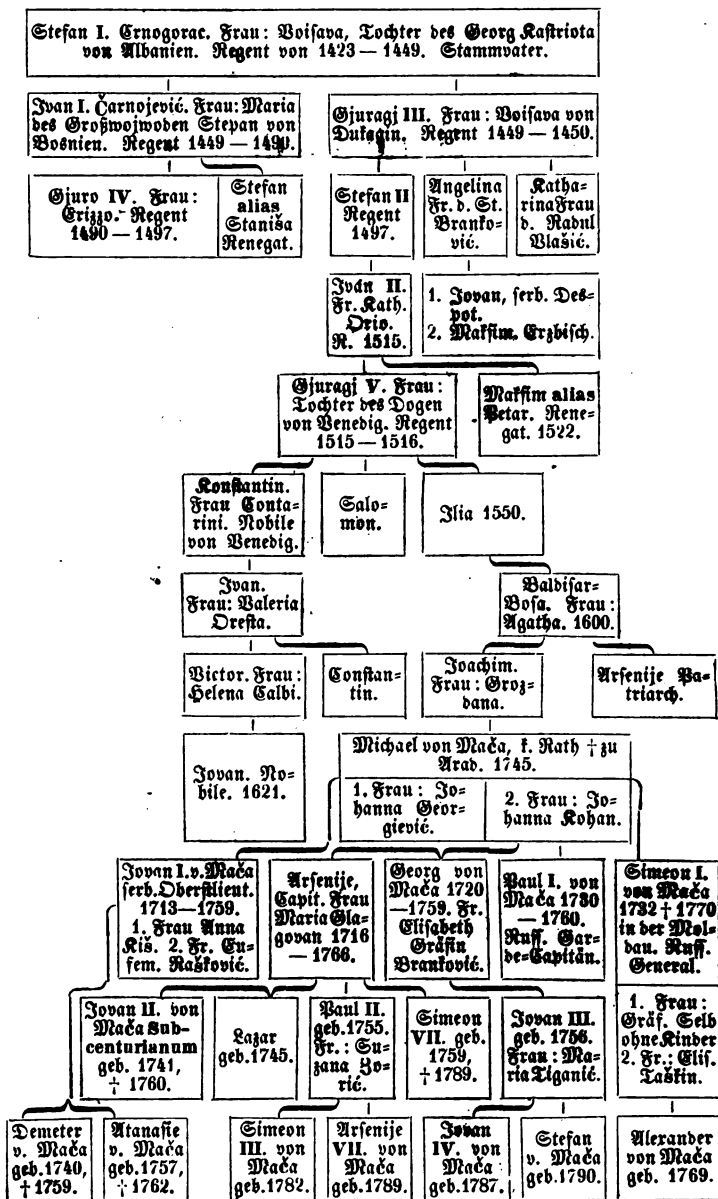 Stefan I. Crnogorac. Frau: Voisava, Tochter des Georg Kastriota
von Albanien. Regent von 1423 — 1449. Stammvater.
Ivan I. Čarnojević. Frau: Maria
des Großwojwoden Stepan von
Bosnien. Regent 1449 — 1490.
Gjuragj III. Frau: Voisava von
Dukagin. Regent 1449 — 1450.
Gjuro IV. Frau:
Erizzo. Regent
1490 — 1497.
Stefan
alias
Staniša
Renegat.
Stefan II
Regent
1497.
Angelina
Fr. d. St.
Branko-
vić.
Katha-
rina Frau
d. Radul
Vlašić.
Iván II.
Fr. Kath.
Orio.
R. 1515.
1. Jovan, serb. Des-
pot.
2. Maksim. Erzbisch.
Gjuragj V. Frau:
Tochter des Dogen
von Venedig. Regent
1515 — 1516.
Maksim alias
Petar. Rene-
gat. 1522.
Konstantin.
Frau Conta-
rini. Nobile
von Venedig.
Salo-
mon.
Ilia 1550.
Ivan.
Frau: Valeria
Oresta.
Baldisar-
Bosa. Frau:
Agatha. 1600.
Victor. Frau:
Helena Calbi.
Constan-
tin.
Joachim.
Frau: Groz-
dana.
Arsenije Pa-
triarch.
Jovan. No-
bile. 1621.
Michael von Mača, k. Rath † zu
Arad. 1745.
1. Frau: Jo-
hanna Geor-
giević.
2. Frau: Jo-
hanna Kohan.
Jovan I. v. Mača
serb. Oberstlient.
1713—1759.
1. Frau Anna
Kiš. 2. Fr. Eu-
fem. Rašković.
Arsenije,
Capit. Frau
Maria Gla-
govan 1716
— 1766.
Georg von
Mača 1720
—1759. Fr.
Elisabeth
Gräfin
Branković.
Paul I. von
Mača 1730
— 1760.
Russ. Gar-
de-Capitän.
Simeon I.
von Mača
1732 † 1770
in der Mol-
dau. Russ.
General.
1. Frau:
Gräf. Selb
ohne Kinder
2. Fr.: Elis.
Taškin.
Jovan II. von
Mača Sub-
centurianum
geb. 1741,
† 1760.
Lazar
geb. 1745.
Paul II.
geb. 1755.
Fr.: Su-
zana Zo-
rić.
Simeon
VII. geb.
1759,
† 1789.
Jovan III.
geb. 1756.
Frau: Ma-
ria Tiganić.
Demeter
v. Mača
geb. 1740,
† 1759.
Atanasie
v. Mača
geb. 1757,
† 1762.
Simeon
III. von
Mača
geb. 1782.
Arsenije
VII. von
Mača
geb. 1789.
Jovan
IV. von
Mača
geb. 1787.
Stefan
v. Mača
geb. 1790.
Alexander
von Mača
geb. 1769.